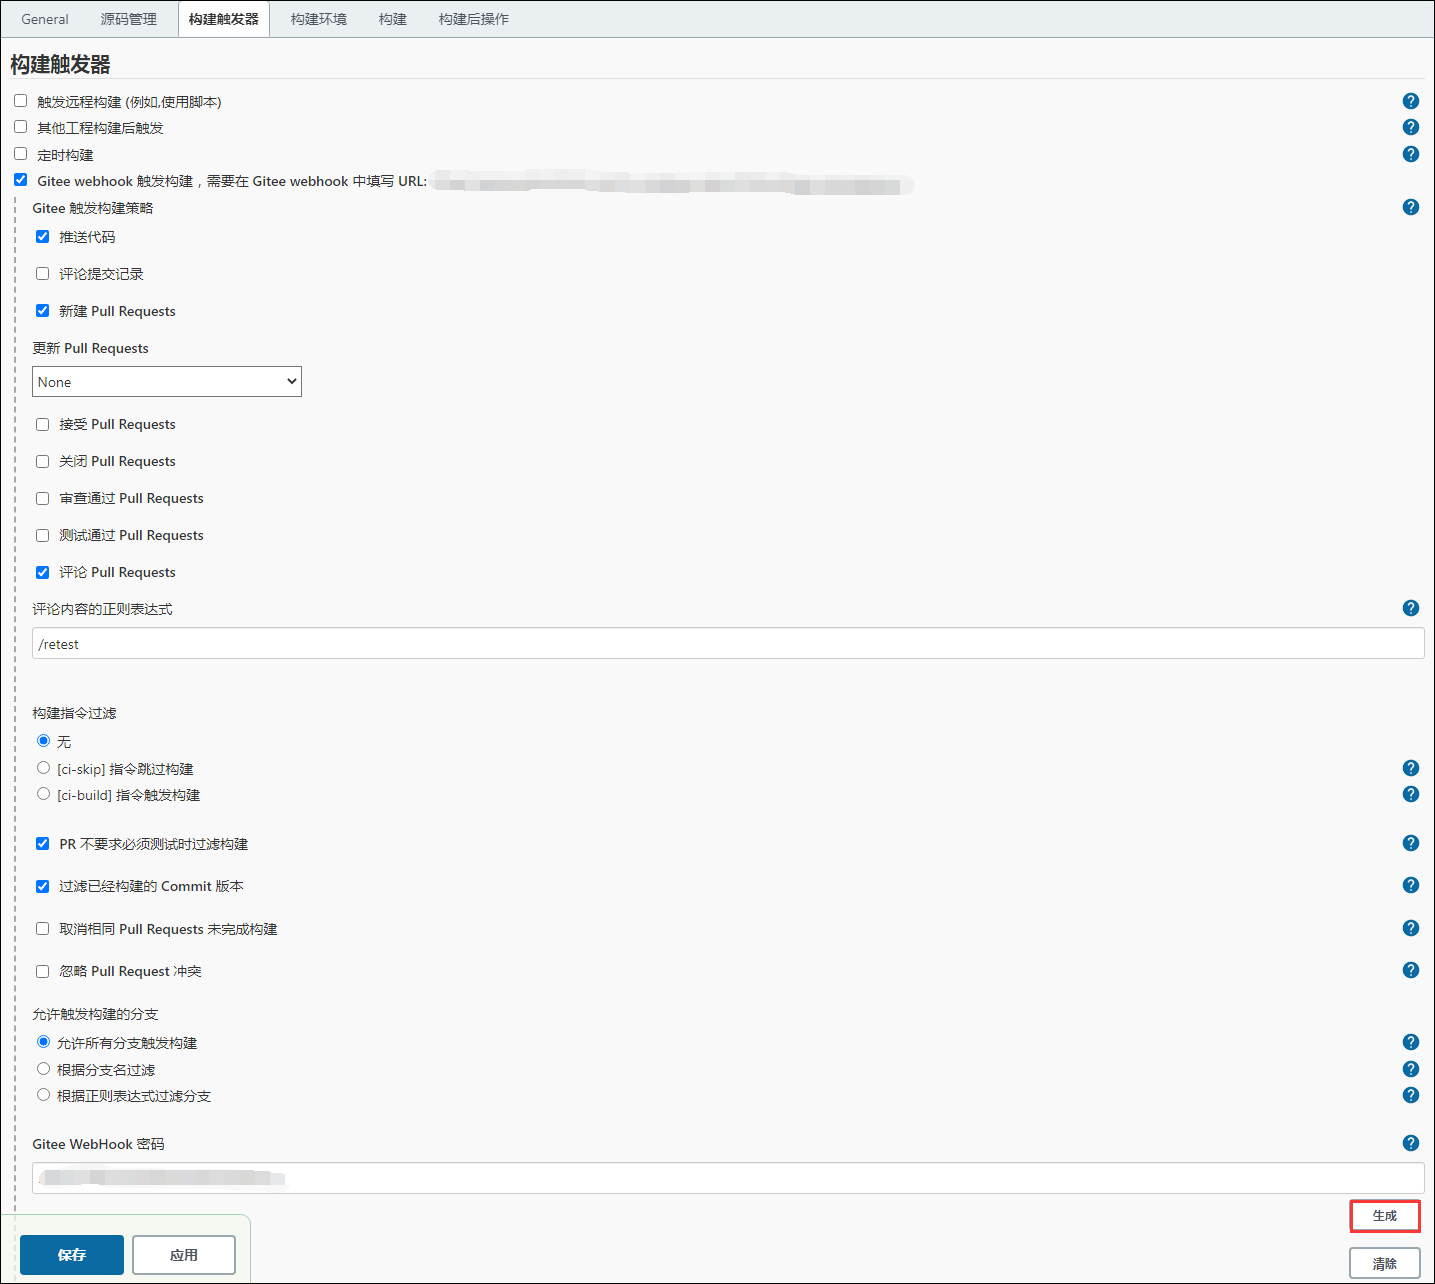 General 源码管理 构建触发器 构建环境 构建 构建后操作
构建触发器
触发远程构建 (例如,使用脚本)
其他工程构建后触发
定时构建
Gitee webhook 触发构建，需要在 Gitee webhook 中填写 URL:
Gitee 触发构建策略
推送代码
评论提交记录
新建 Pull Requests
更新 Pull Requests
None
接受 Pull Requests
关闭 Pull Requests
审查通过 Pull Requests
测试通过 Pull Requests
评论 Pull Requests
评论内容的正则表达式
/retest
构建指令过滤
无
[ci-skip] 指令跳过构建
[ci-build] 指令触发构建
PR 不要求必须测试时过滤构建
过滤已经构建的 Commit 版本
取消相同 Pull Requests 未完成构建
忽略 Pull Request 冲突
允许触发构建的分支
允许所有分支触发构建
根据分支名过滤
根据正则表达式过滤分支
Gitee WebHook 密码
生成
保存 应用
清除